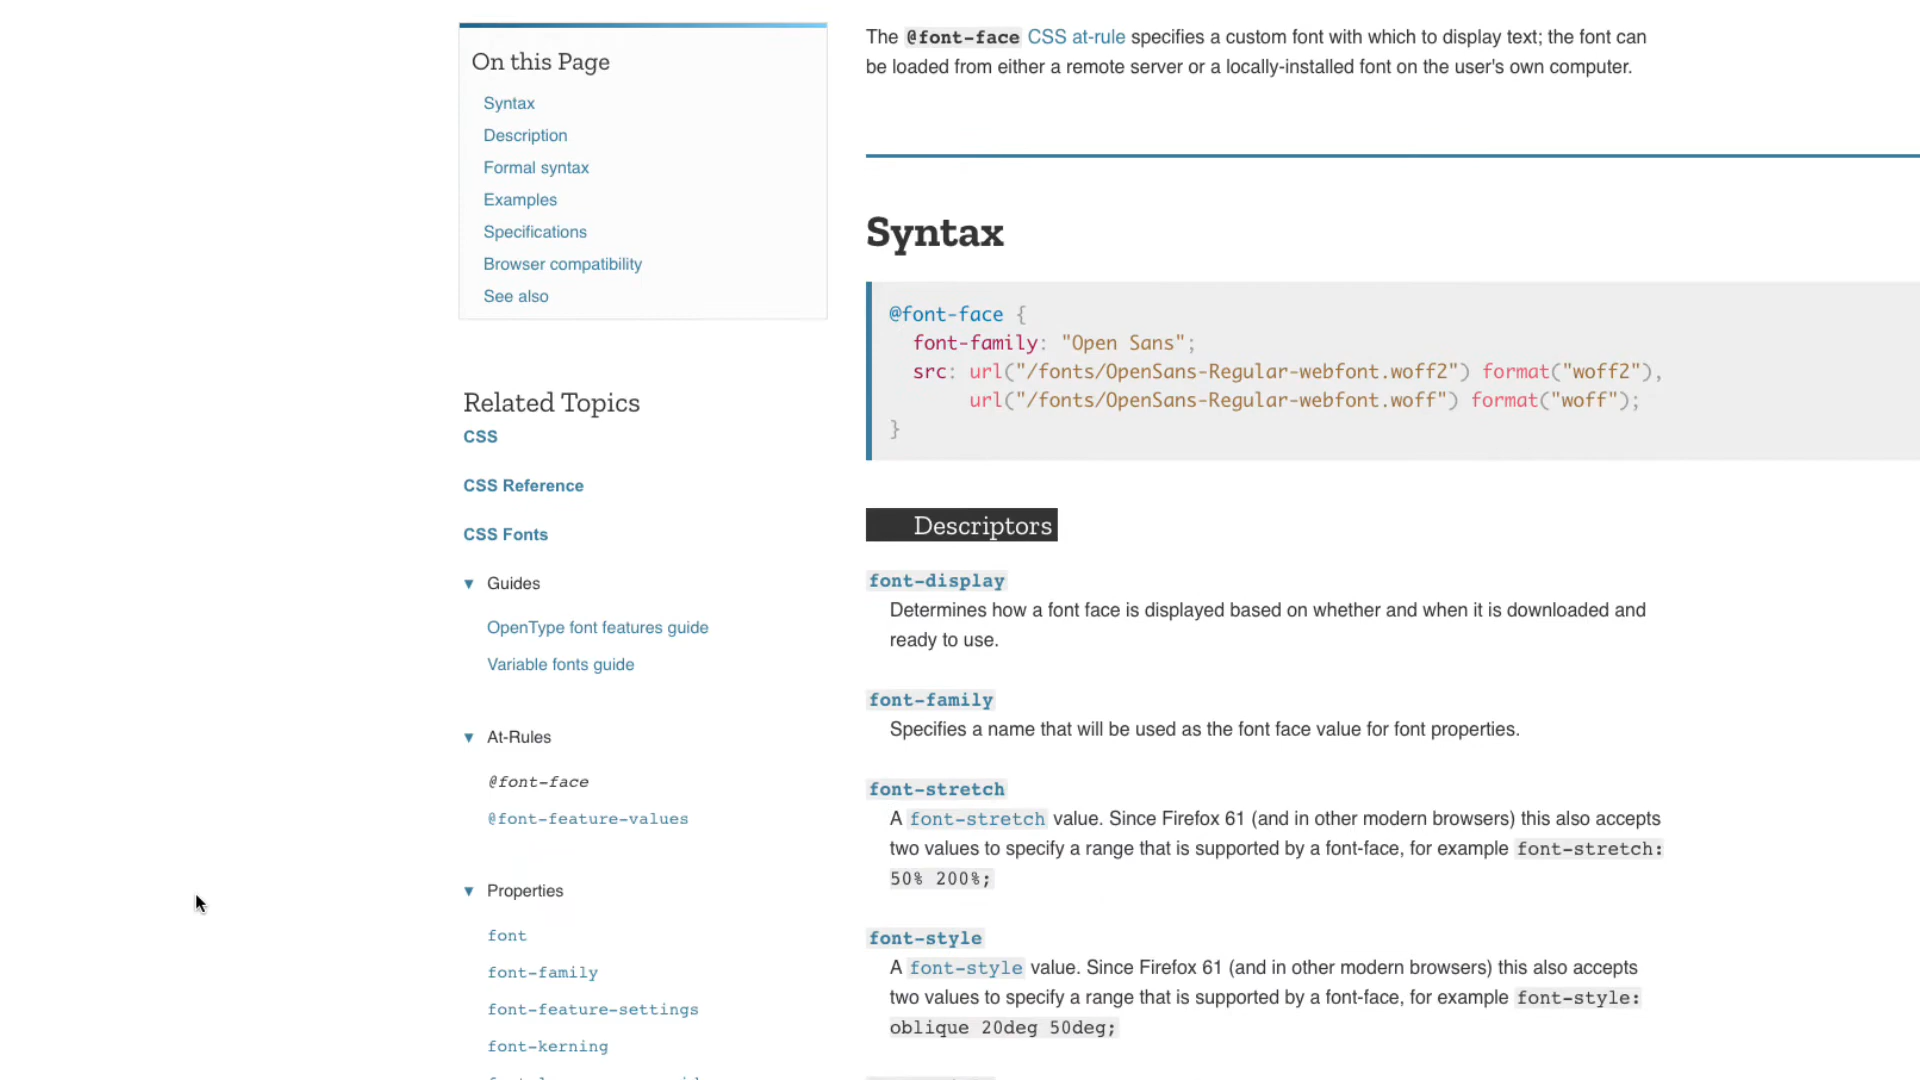 On this Page
Syntax
Description
Formal syntax
Examples
Specifications
Browser compatibility
See also
Related Topics
CSS
CSS Reference
CSS Fonts
Guides
OpenType font features guide
Variable fonts guide
At-Rules
@font-face
@font-feature-values
Properties
font
font-family
font-feature-settings
font-kerning
The @font-face CSS at-rule specifies a custom font with which to display text; the font can
be loaded from either a remote server or a locally-installed font on the user's own computer.
Syntax
@font-face {
  font-family: "Open Sans";
  src: url("/fonts/OpenSans-Regular-webfont.woff2") format("woff2"),
       url("/fonts/OpenSans-Regular-webfont.woff") format("woff");
}
Descriptors
font-display
Determines how a font face is displayed based on whether and when it is downloaded and
ready to use.
font-family
Specifies a name that will be used as the font face value for font properties.
font-stretch
A font-stretch value. Since Firefox 61 (and in other modern browsers) this also accepts
two values to specify a range that is supported by a font-face, for example font-stretch:
50% 200%;
font-style
A font-style value. Since Firefox 61 (and in other modern browsers) this also accepts
two values to specify a range that is supported by a font-face, for example font-style:
oblique 20deg 50deg;